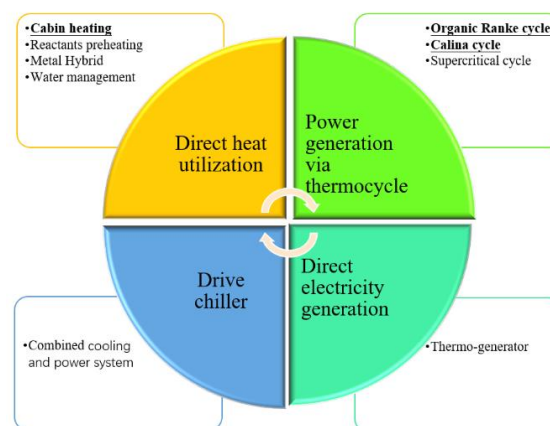 •Cabin heating
•Reactants preheating
•Metal Hybrid
•Water management
•Organic Ranke cycle
•Calina cycle
•Supercritical cycle
Direct heat
utilization
Power
generation
via
thermocycle
Drive
chiller
Direct
electricity
generation
•Combined cooling
and power system
•Thermo-generator